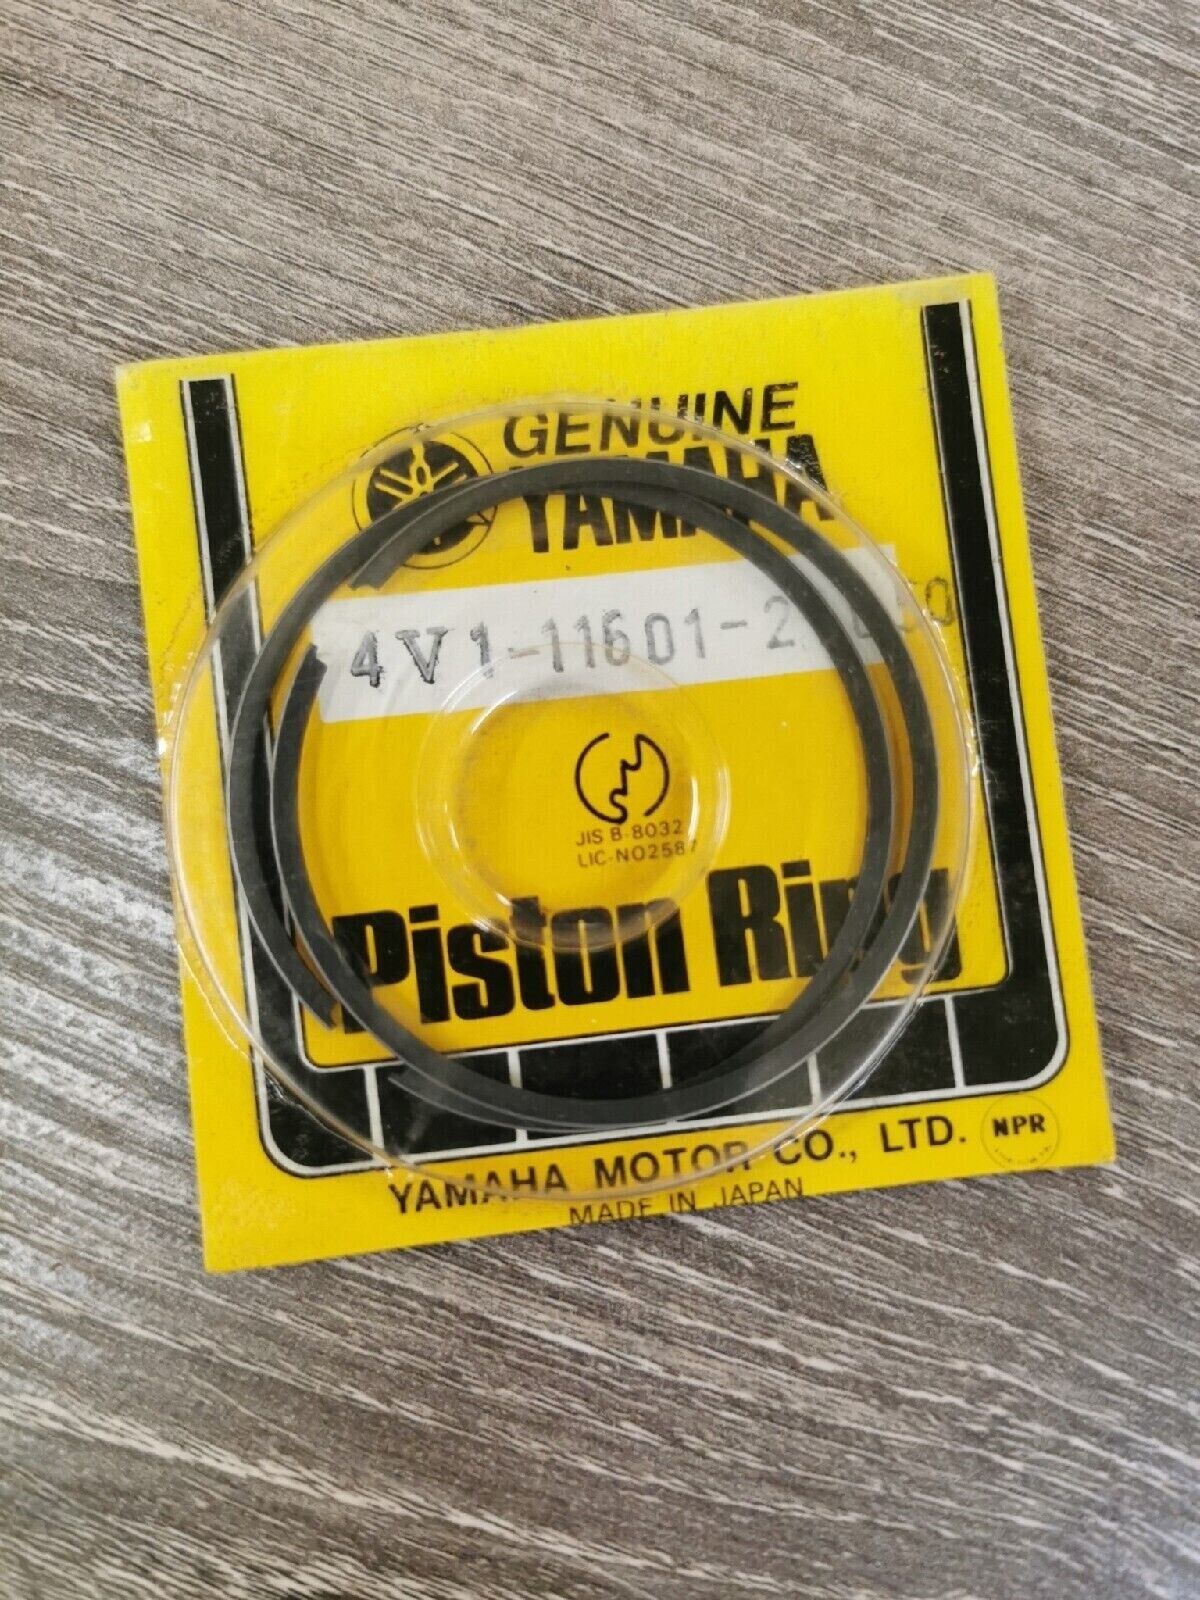 GENUINE
YAMAHA
4V1-11601-2
JIS B-8032
LIC-NO2587
Piston Ring
YAMAHA MOTOR CO., LTD.
NPR
MADE IN JAPAN